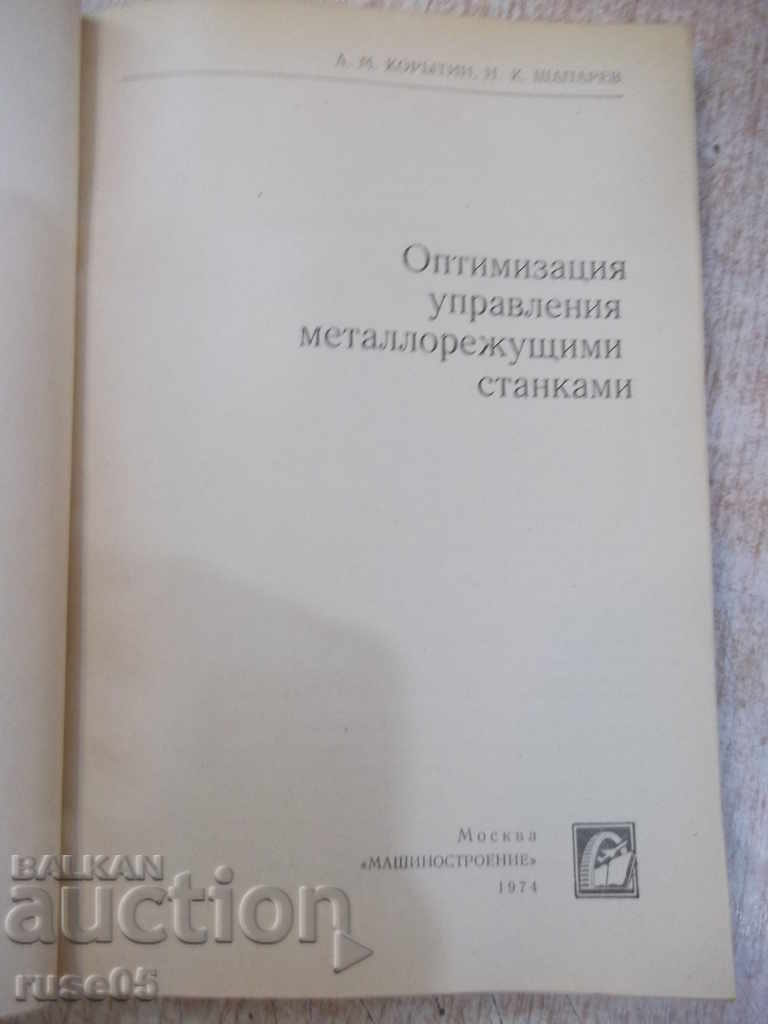 А. М. КОРЫТИН, Н. К. ШАПАРЕВ
Оптимизация
управления
металлорежущими
станками
Москва
«МАШИНОСТРОЕНИЕ»
1974
BALKAN
auction
ruse05